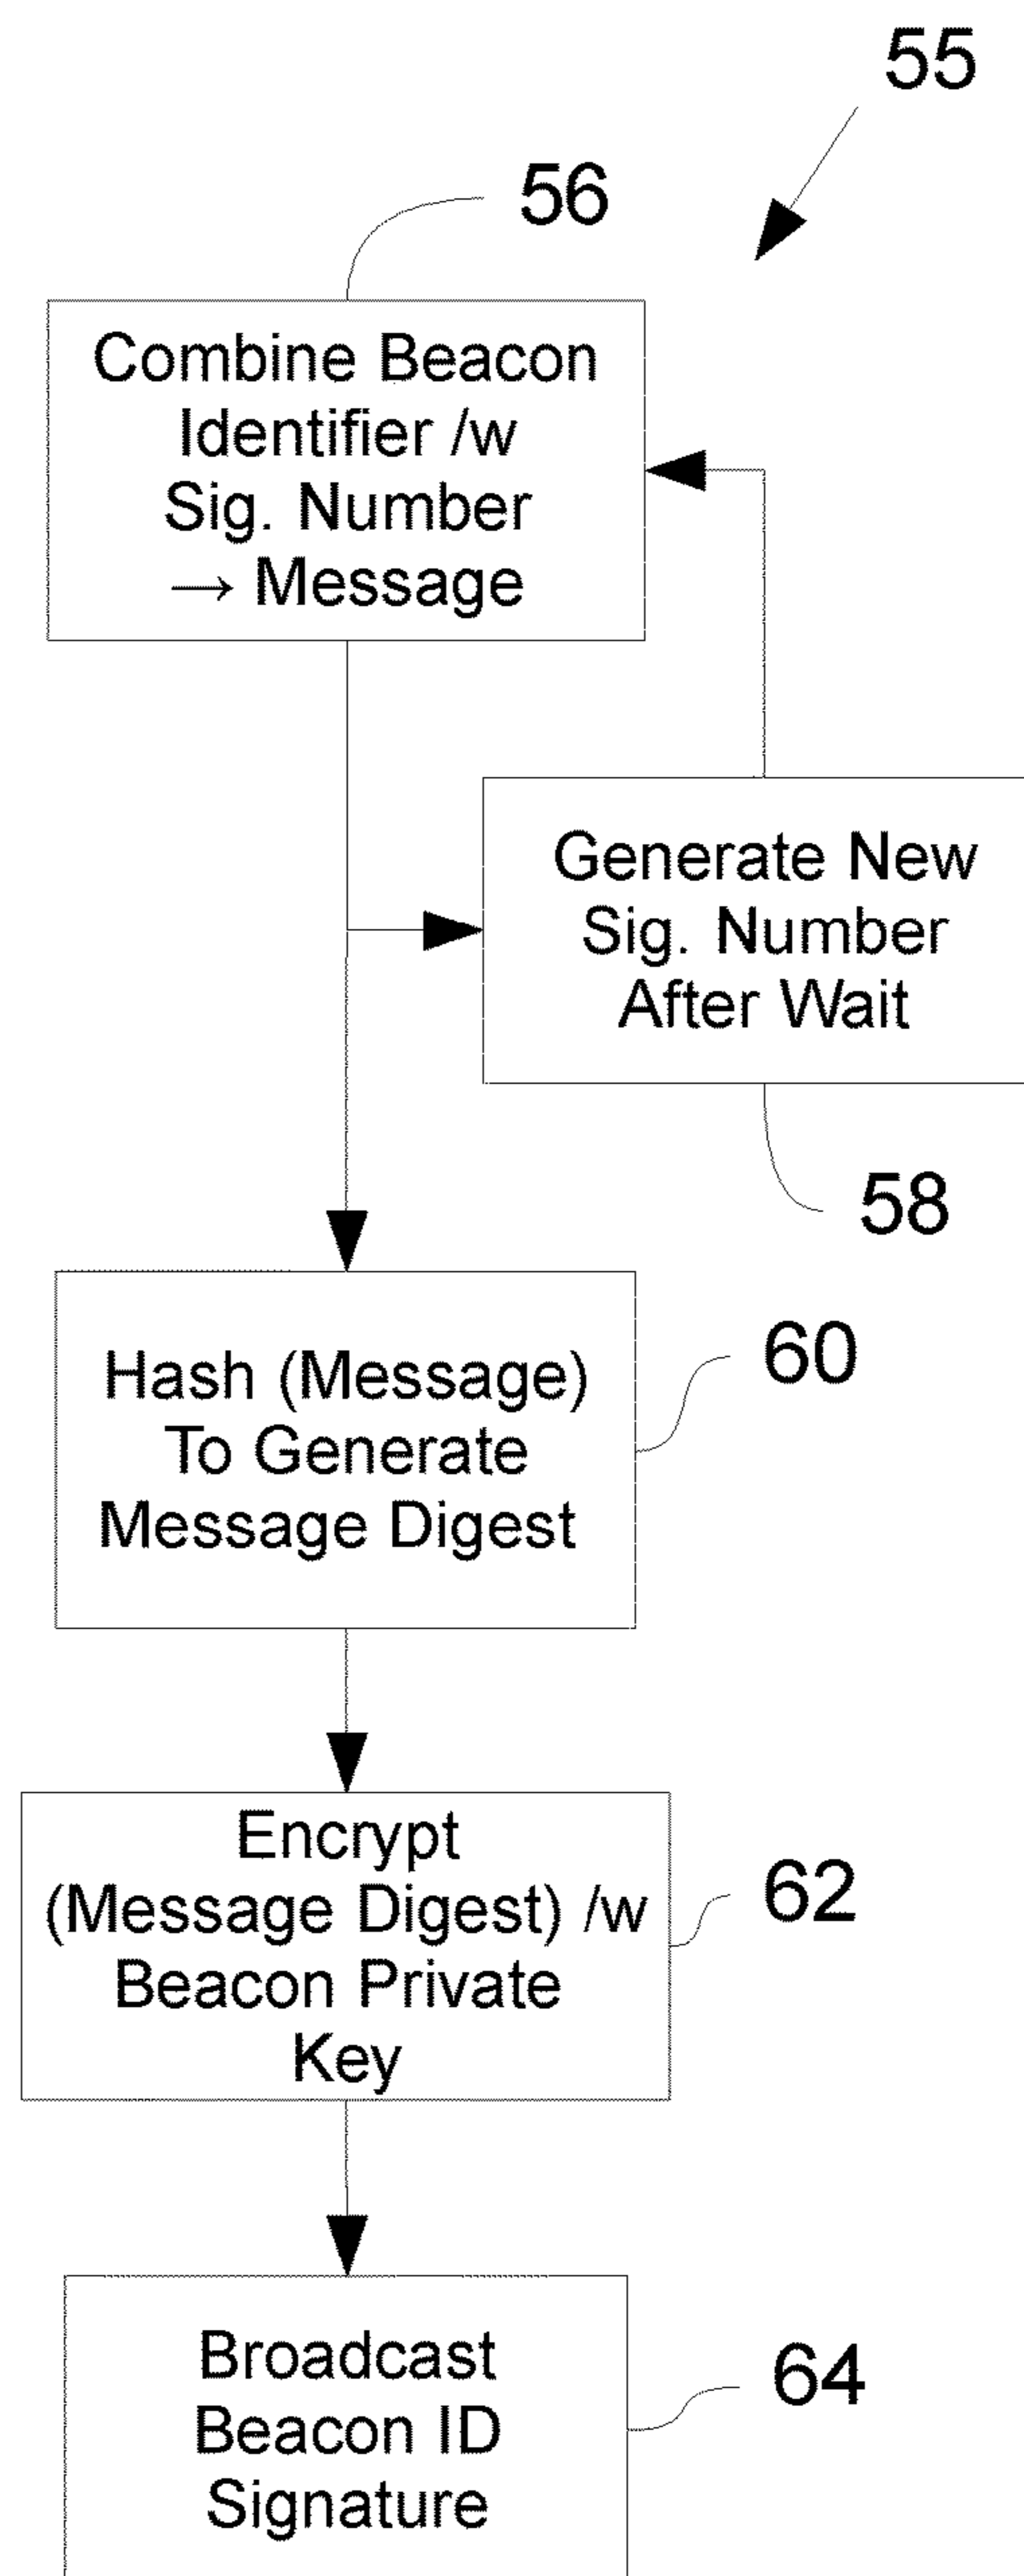 55
56
Combine Beacon
Identifier /w
Sig. Number
→ Message
Generate New
Sig. Number
After Wait
58
Hash (Message)
To Generate
Message Digest
60
Encrypt
(Message Digest) /w
Beacon Private
Key
62
Broadcast
Beacon ID
Signature
64